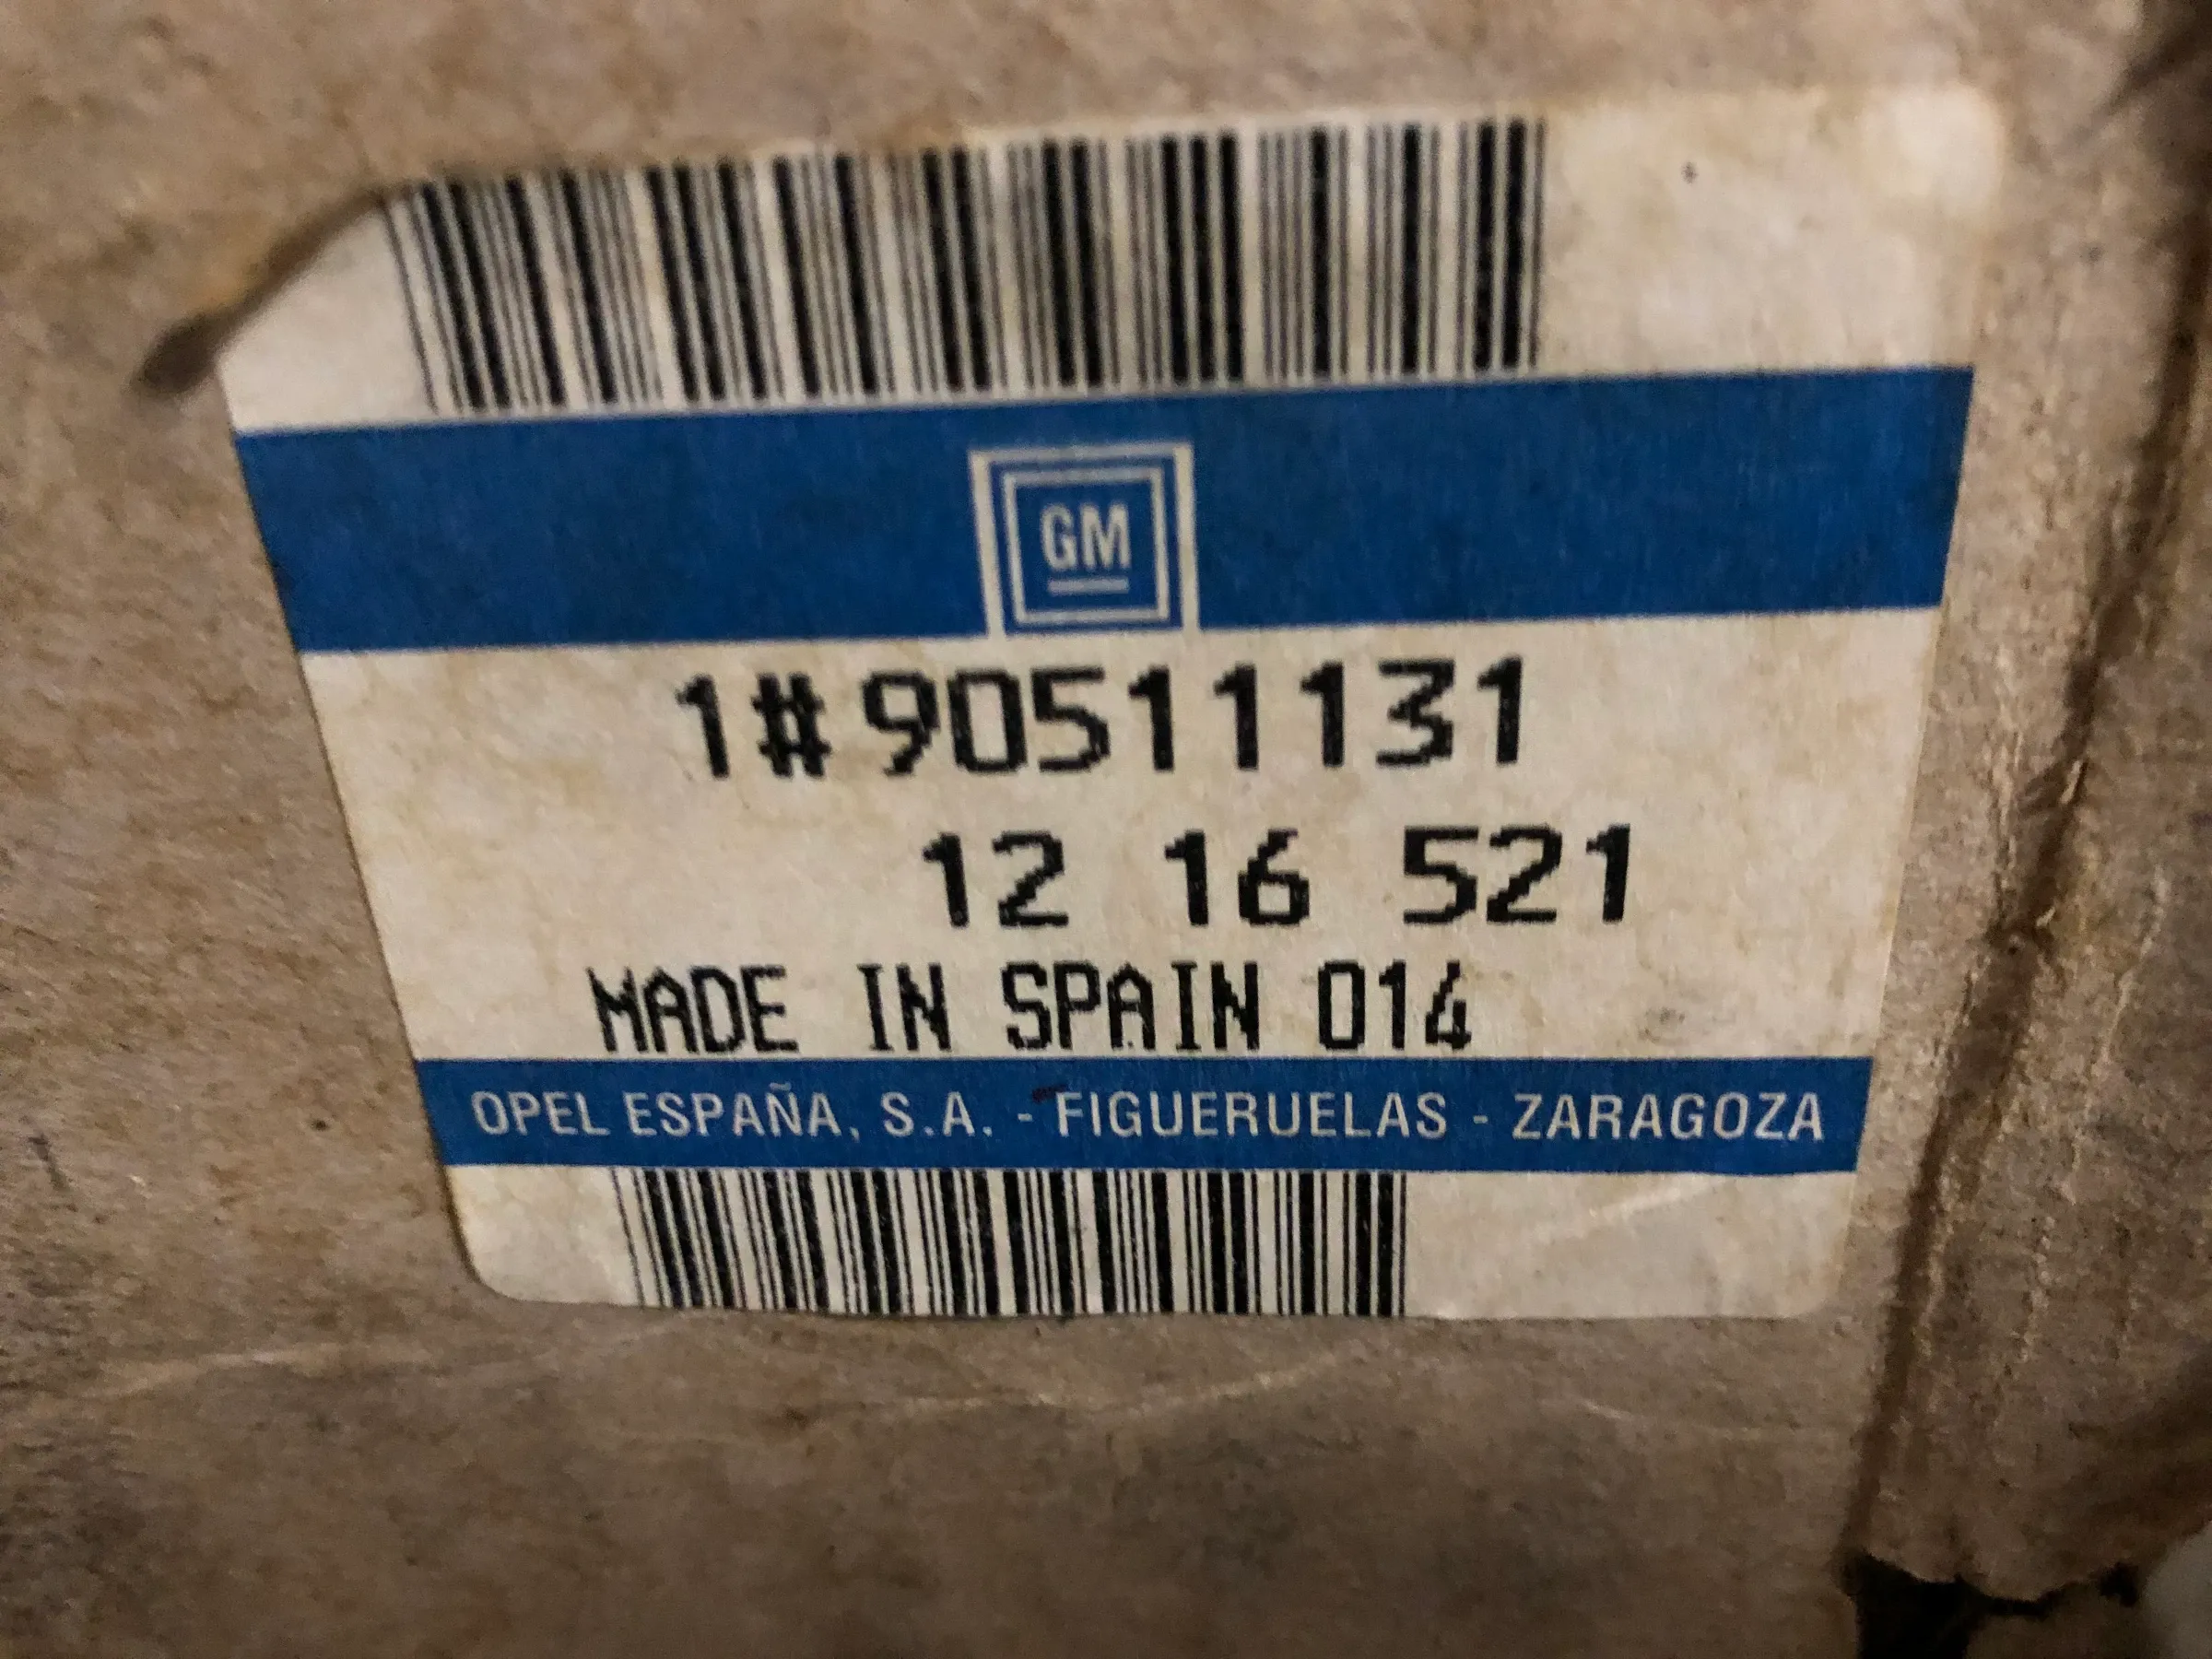 GM
1#90511131
12 16 521
MADE IN SPAIN 014
OPEL ESPAÑA, S.A. - FIGUERUELAS - ZARAGOZA